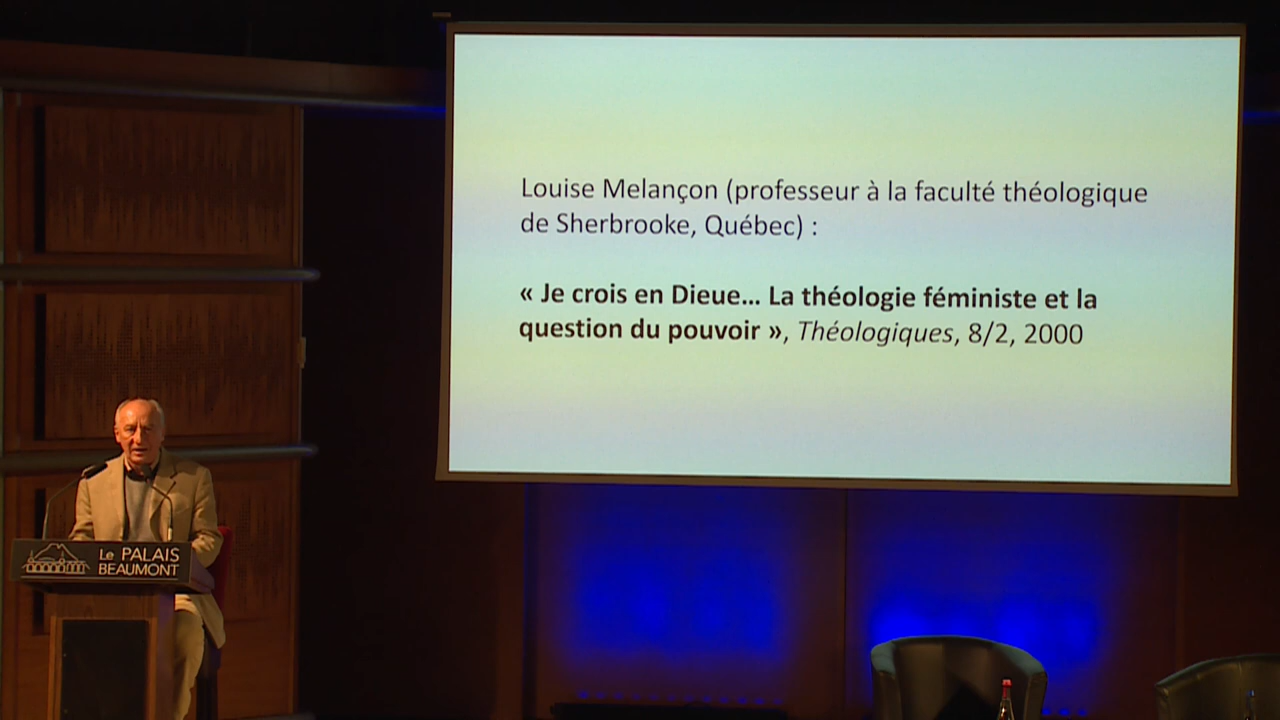 Louise Melançon (professeur à la faculté théologique
de Sherbrooke, Québec) :
« Je crois en Dieue... La théologie féministe et la
question du pouvoir », Théologiques, 8/2, 2000
Le PALAIS
BEAUMONT